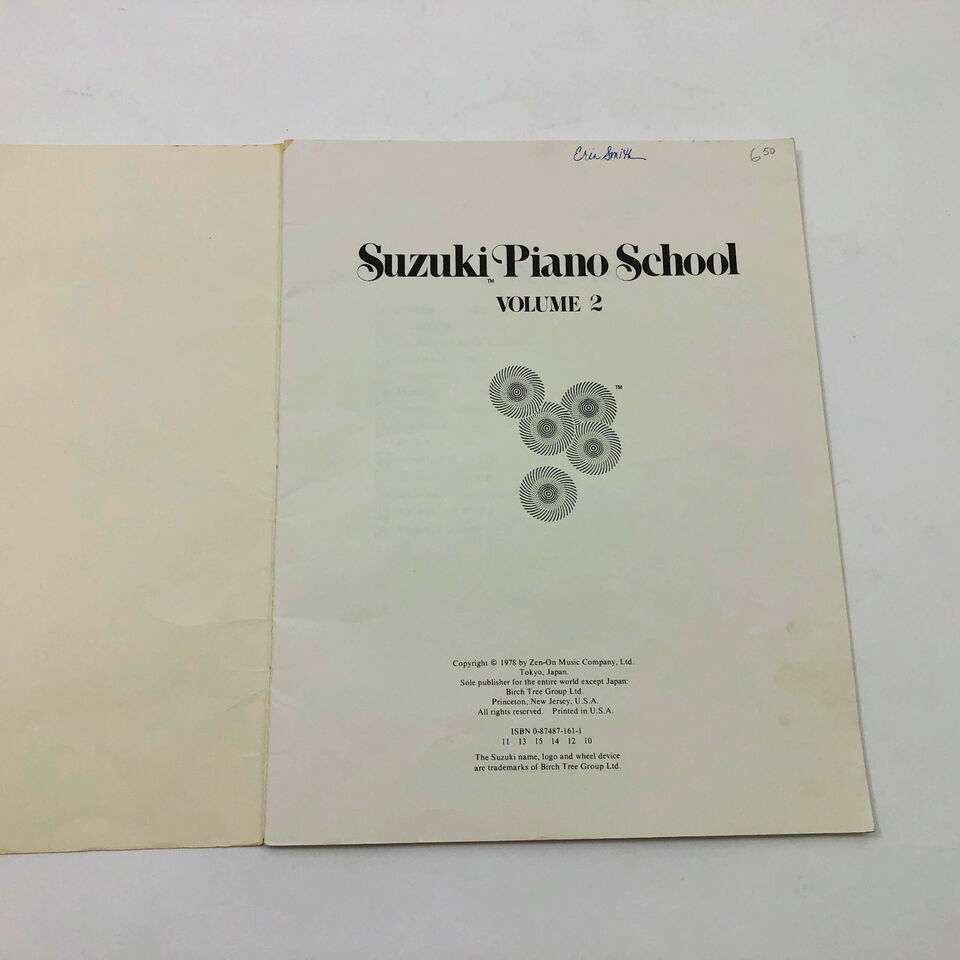 Erin Smith 6 50
Suzuki Piano School
TM
VOLUME 2
TM
Copyright © 1978 by Zen-On Music Company, Ltd.
Tokyo, Japan.
Sole publisher for the entire world except Japan:
Birch Tree Group Ltd.
Princeton, New Jersey, U.S.A.
All rights reserved. Printed in U.S.A.
ISBN 0-87487-161-1
11 13 15 14 12 10
The Suzuki name, logo and wheel device
are trademarks of Birch Tree Group Ltd.